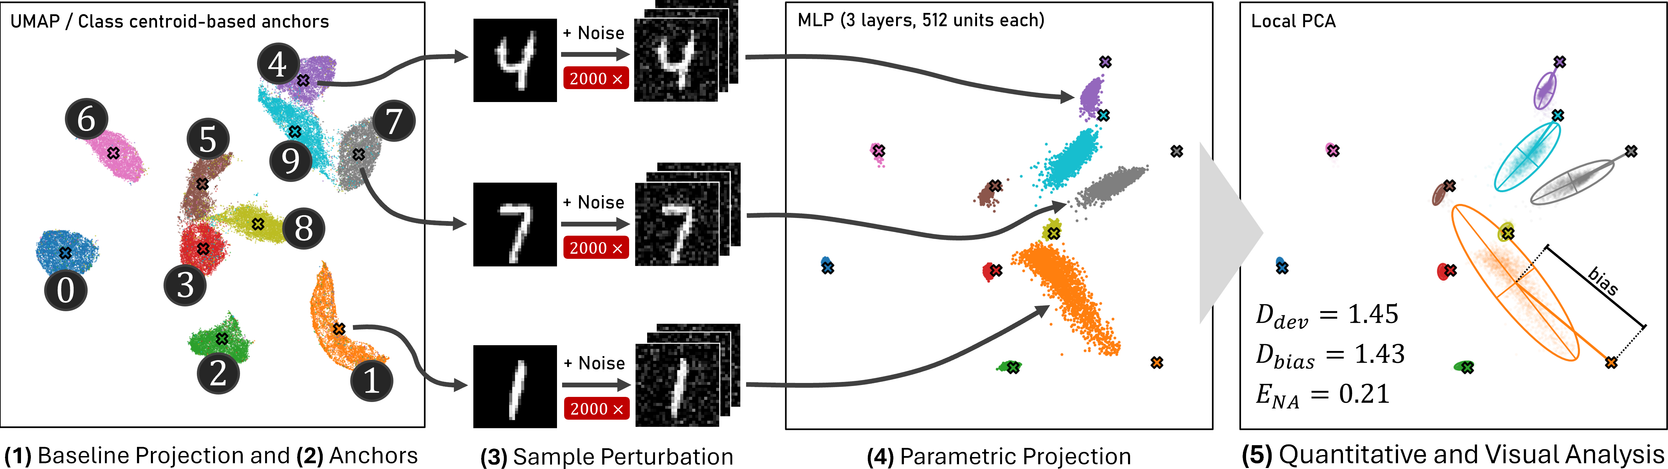 UMAP / Class centroid-based anchors
4
6
7
5
9
8
0
3
2
1
+ Noise
2000 ×
+ Noise
2000 ×
+ Noise
2000 ×
MLP (3 layers, 512 units each)
Local PCA
bias
D_dev = 1.45
D_bias = 1.43
E_NA = 0.21
(1) Baseline Projection and (2) Anchors
(3) Sample Perturbation
(4) Parametric Projection
(5) Quantitative and Visual Analysis